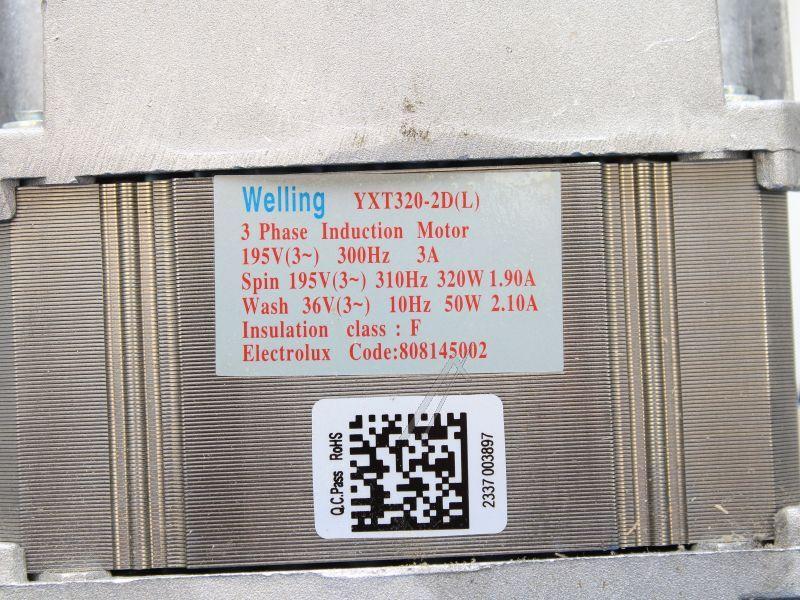 Welling YXT320-2D(L)
3 Phase Induction Motor
195V(3~) 300Hz 3A
Spin 195V(3~) 310Hz 320W 1.90A
Wash 36V(3~) 10Hz 50W 2.10A
Insulation class : F
Electrolux Code:808145002
Q.C.Pass RoHS
2337 003897